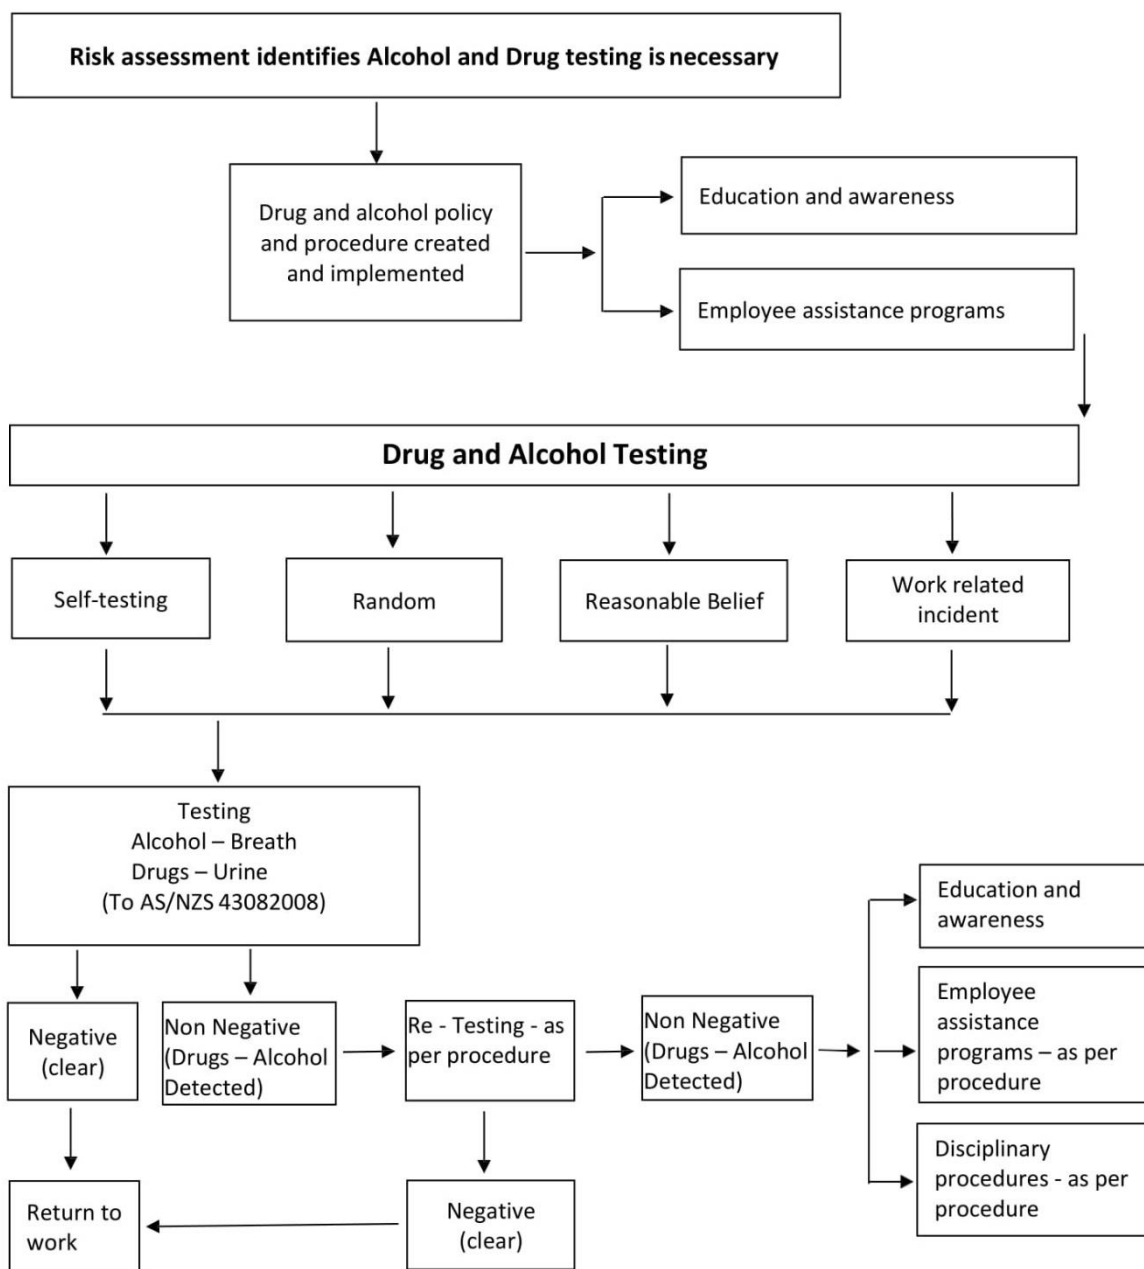 Risk assessment identifies Alcohol and Drug testing is necessary
Drug and alcohol policy
and procedure created
and implemented
Education and awareness
Employee assistance programs
Drug and Alcohol Testing
Self-testing
Random
Reasonable Belief
Work related
incident
Testing
Alcohol – Breath
Drugs – Urine
(To AS/NZS 43082008)
Negative
(clear)
Non Negative
(Drugs – Alcohol
Detected)
Re - Testing - as
per procedure
Non Negative
(Drugs – Alcohol
Detected)
Education and
awareness
Employee
assistance
programs – as per
procedure
Disciplinary
procedures - as per
procedure
Return to
work
Negative
(clear)